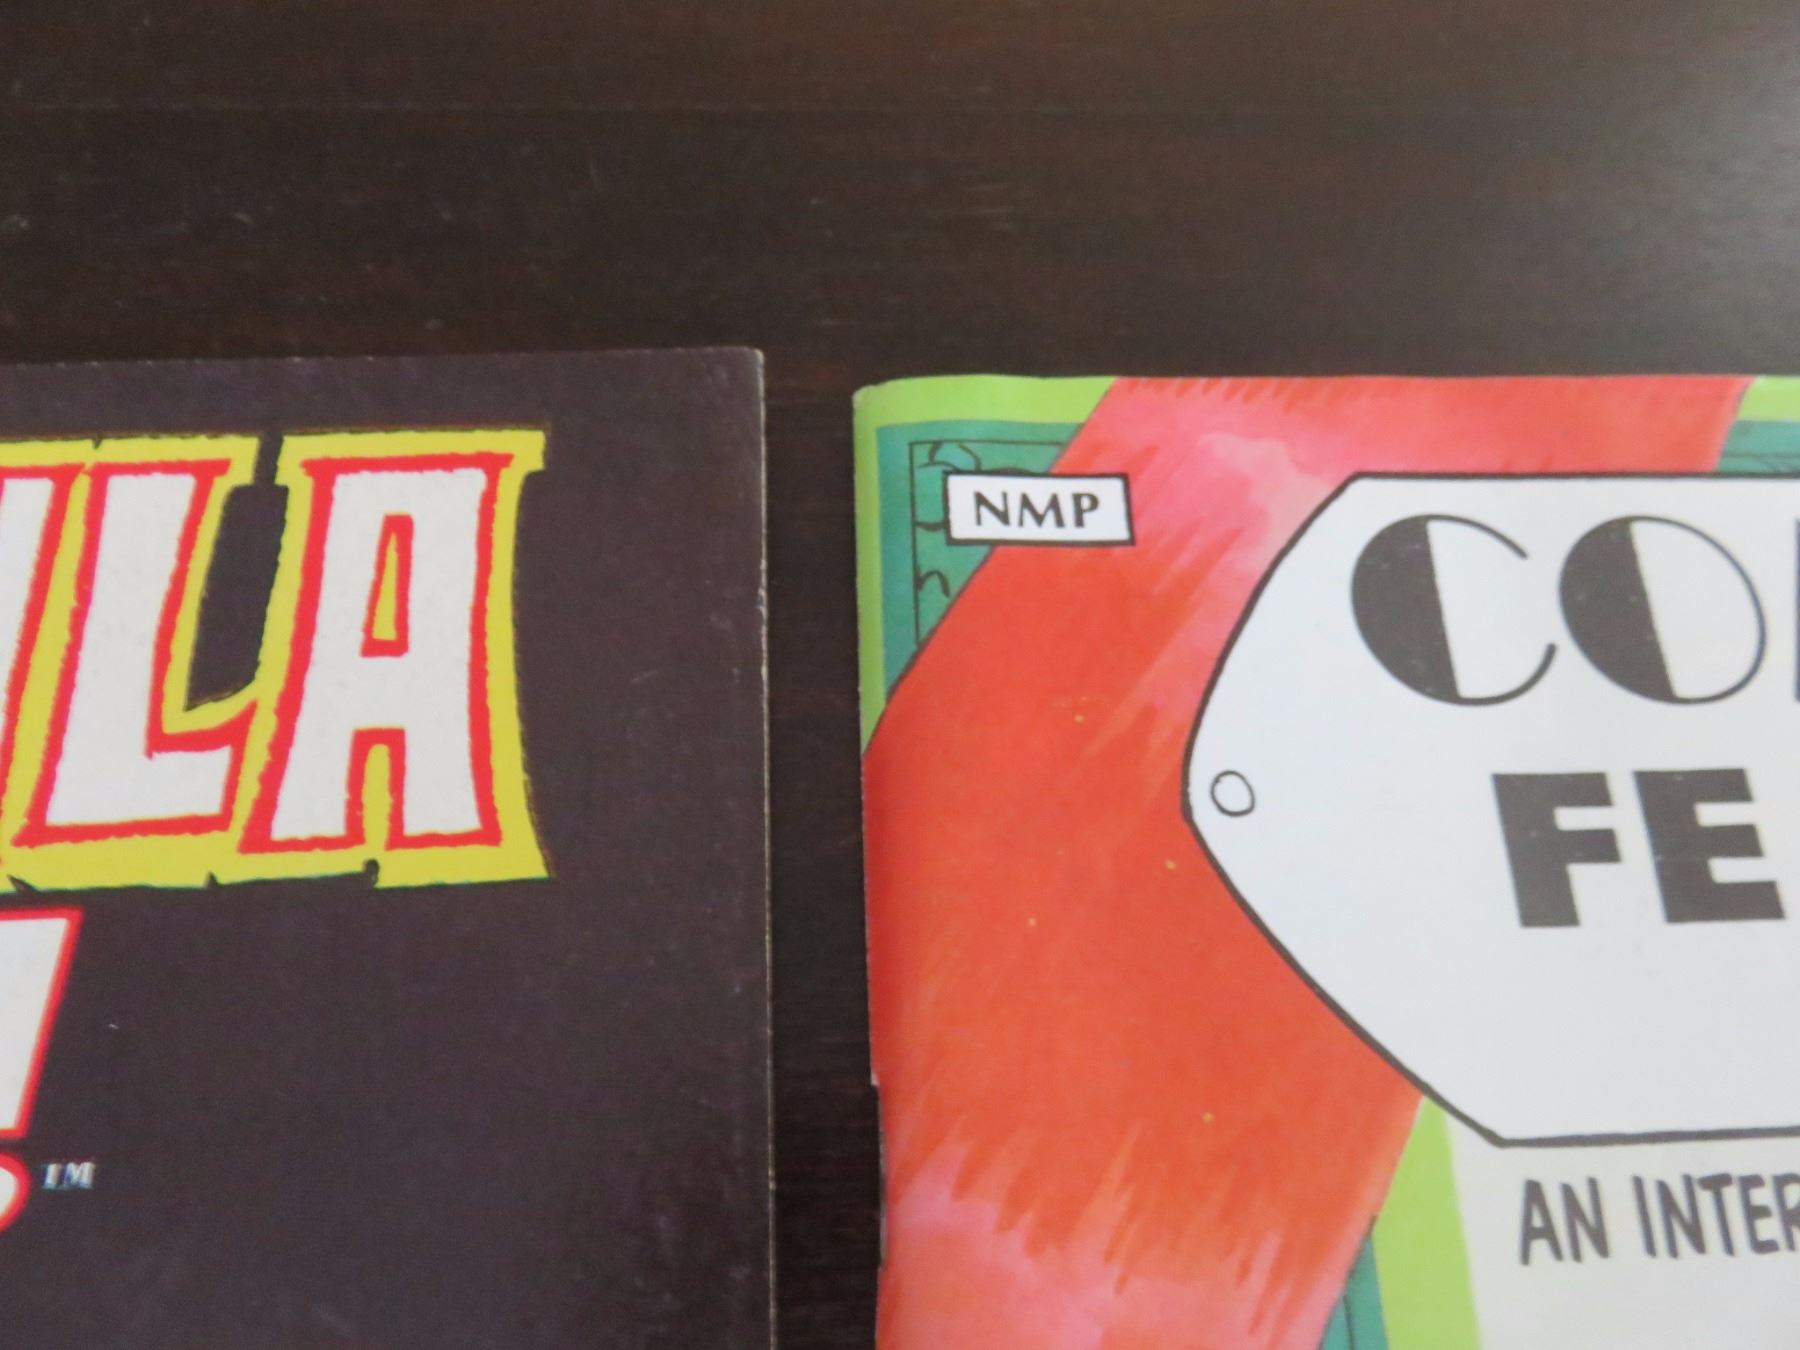 LA
TM
NMP
CO
FE
AN INTER